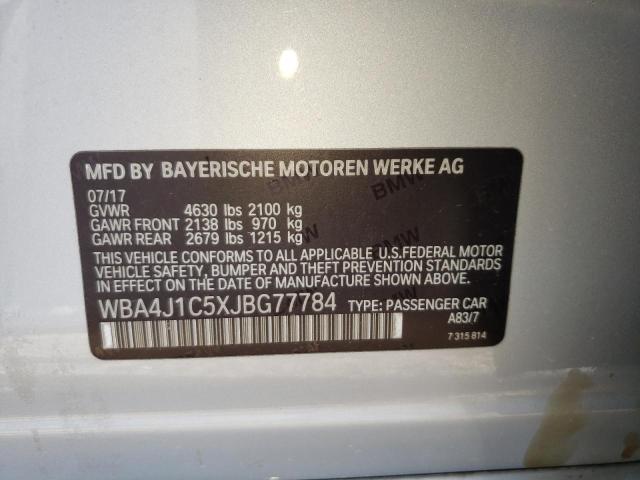 MFD BY BAYERISCHE MOTOREN WERKE AG
07/17
GVWR 4630 lbs 2100 kg
GAWR FRONT 2138 lbs 970 kg
GAWR REAR 2679 lbs 1215 kg
THIS VEHICLE CONFORMS TO ALL APPLICABLE U.S.FEDERAL MOTOR
VEHICLE SAFETY, BUMPER AND THEFT PREVENTION STANDARDS IN
EFFECT ON THE DATE OF MANUFACTURE SHOWN ABOVE.
WBA4J1C5XJBG77784 TYPE: PASSENGER CAR
A83/7
7 315 814